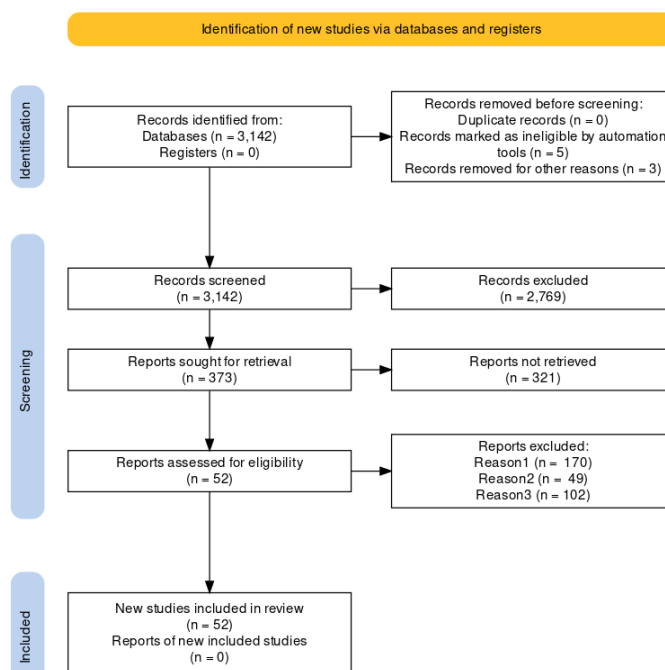 Identification of new studies via databases and registers
Identification
Records identified from:
Databases (n = 3,142)
Registers (n = 0)
Records removed before screening:
Duplicate records (n = 0)
Records marked as ineligible by automation
tools (n = 5)
Records removed for other reasons (n = 3)
Screening
Records screened
(n = 3,142)
Records excluded
(n = 2,769)
Reports sought for retrieval
(n = 373)
Reports not retrieved
(n = 321)
Reports assessed for eligibility
(n = 52)
Reports excluded:
Reason1 (n = 170)
Reason2 (n = 49)
Reason3 (n = 102)
Included
New studies included in review
(n = 52)
Reports of new included studies
(n = 0)